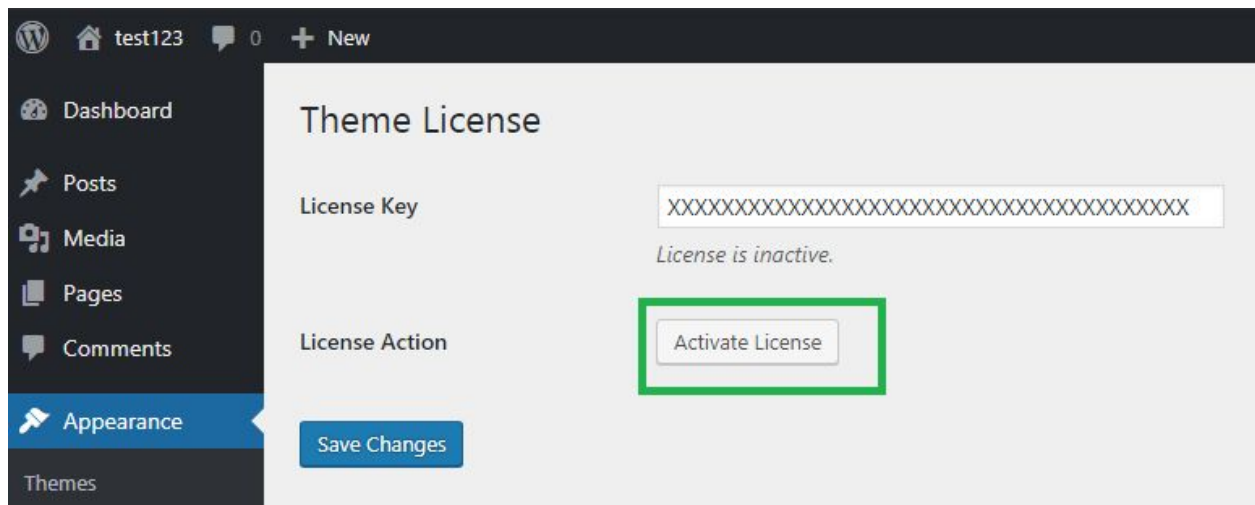 test123 0 New
Dashboard
Theme License
Posts
License Key XXXXXXXXXXXXXXXXXXXXXXXXXXXXXXXXXXXXXXX
Media
License is inactive.
Pages
Comments
License Action Activate License
Appearance
Save Changes
Themes